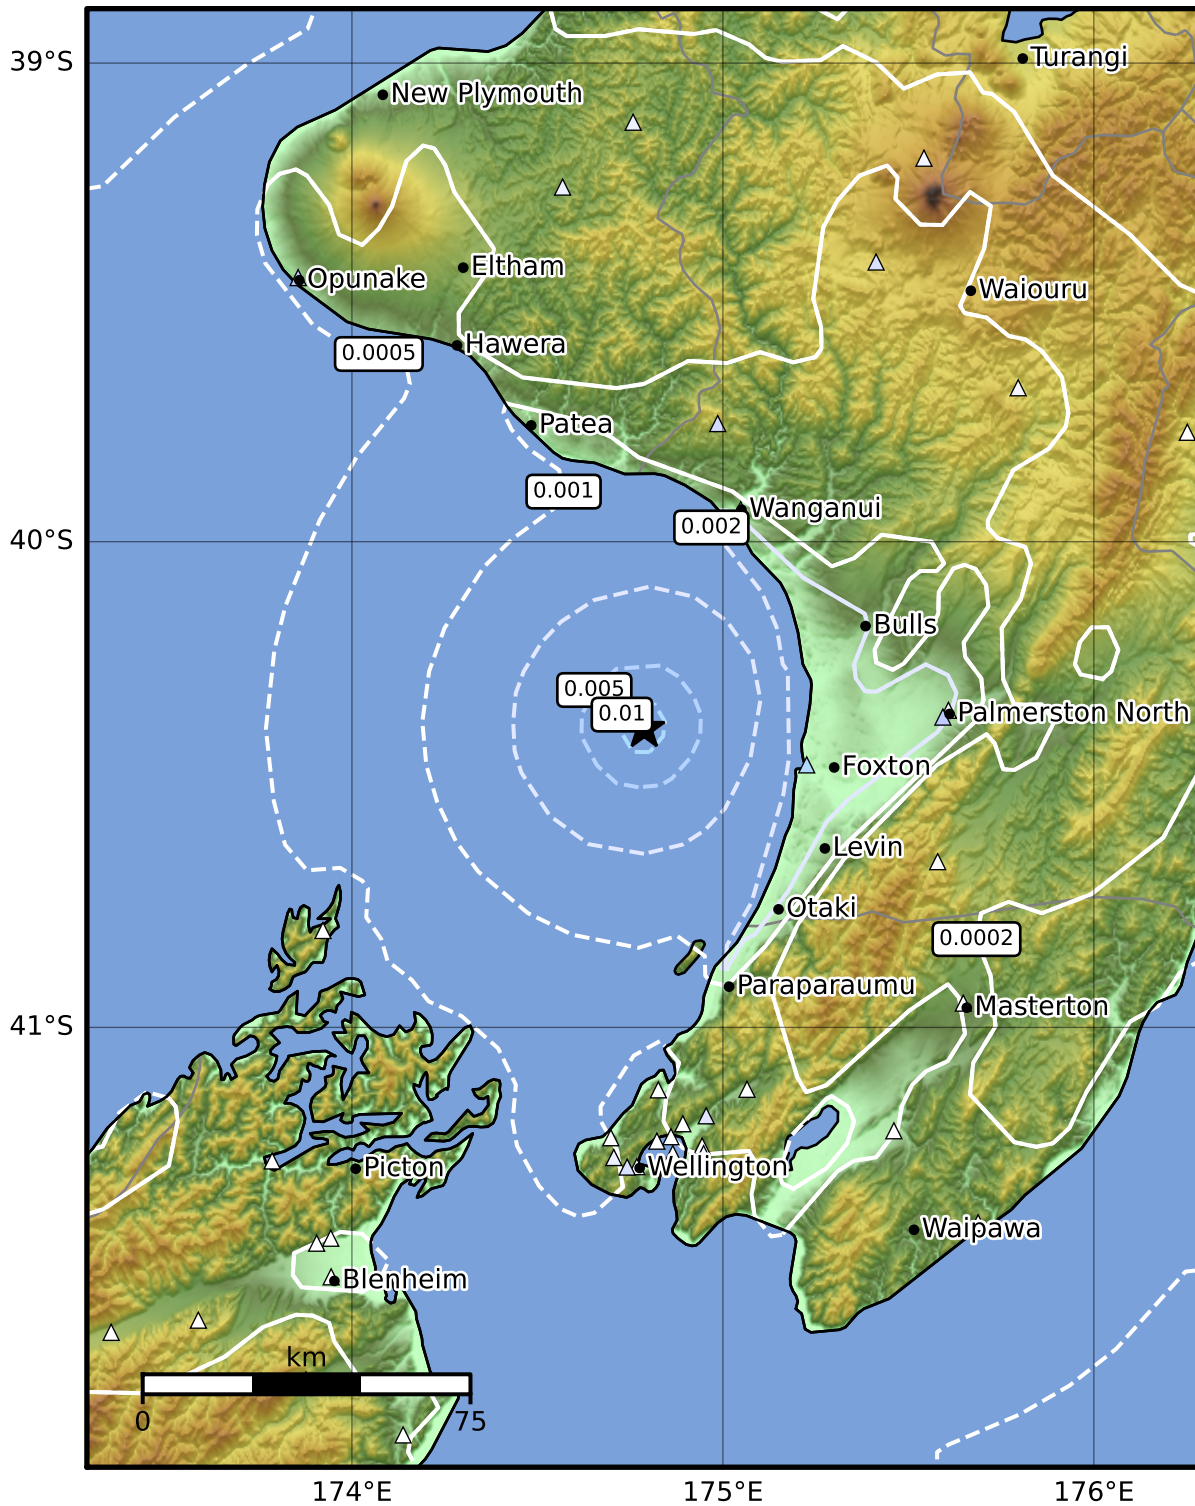 39°S
Turangi
New Plymouth
Eltham
Opunake
Waiouru
Hawera
0.0005
Patea
0.001
Wanganui
0.002
40°S
Bulls
0.005
0.01
Palmerston North
Foxton
Levin
Otaki
0.0002
Paraparaumu
Masterton
41°S
Picton
Wellington
Waipawa
Blenheim
km
0
75
174°E
175°E
176°E